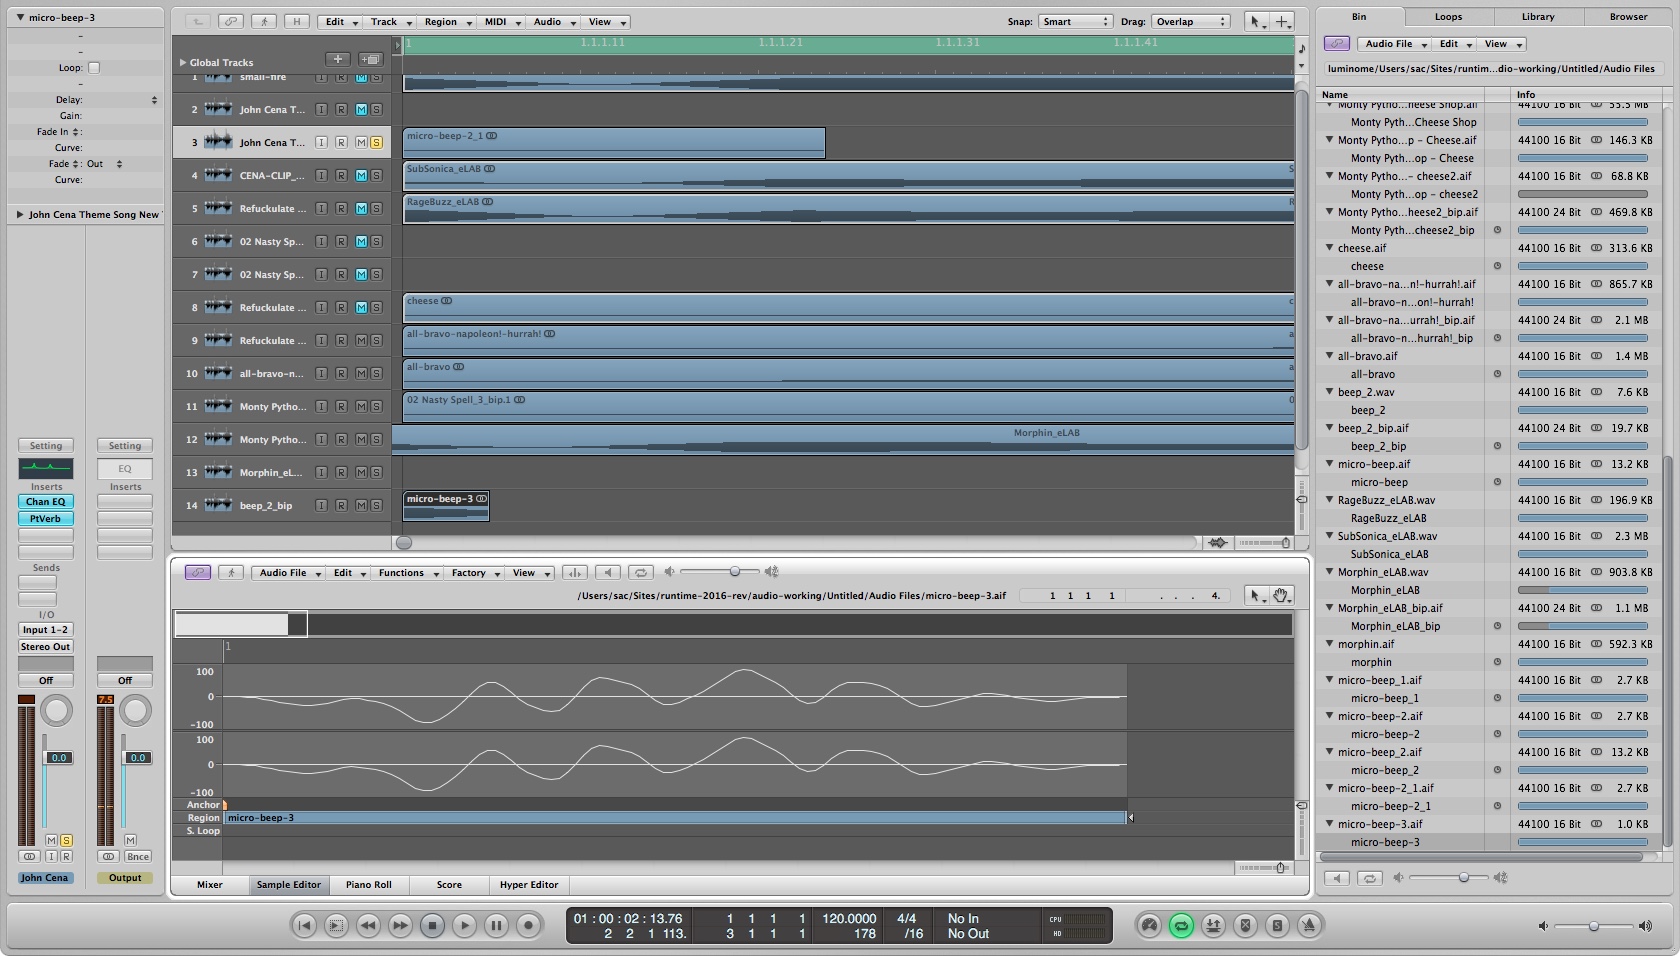 micro-beep-3
Loop:
Delay:
Gain:
Fade In
Curve:
Fade : Out
Curve:
John Cena Theme Song New
Edit Track Region MIDI Audio View
Snap: Smart Drag: Overlap
Global Tracks
1 1.1.1.11 1.1.1.21 1.1.1.31 1.1.1.41
1 small-fire
2 John Cena T... I R M S
3 John Cena T... I R M S micro-beep-2_1
4 CENA-CLIP_... I R M S SubSonica_eLAB
5 Refuckulate ... I R M S RageBuzz_eLAB
6 02 Nasty Sp... I R M S
7 02 Nasty Sp... I R M S
8 Refuckulate ... I R M S cheese
9 Refuckulate ... I R M S all-bravo-napoleon!-hurrah!
10 all-bravo-n... I R M S all-bravo
11 Monty Pytho... I R M S 02 Nasty Spell_3_bip.1
12 Monty Pytho... I R M S Morphin_eLAB
13 Morphin_eL... I R M S
14 beep_2_bip I R M S micro-beep-3
Setting Setting
EQ
Inserts Inserts
Chan EQ
PtVerb
Sends
I/O
Input 1-2
Stereo Out
Off Off
7.5
0.0 0.0
M S M
I R Bnce
John Cena Output
Audio File Edit Functions Factory View
/Users/sac/Sites/runtime-2016-rev/audio-working/Untitled/Audio Files/micro-beep-3.aif
1 1 1 1 . . . 4.
1
100
0
-100
100
0
-100
Anchor
Region micro-beep-3
S. Loop
Mixer Sample Editor Piano Roll Score Hyper Editor
Bin Loops Library Browser
Audio File Edit View
luminome/Users/sac/Sites/runtim...dio-working/Untitled/Audio Files
Name Info
Monty Pytho...heese Shop.aif 44100 16 Bit 53.5 MB
Monty Pyth...Cheese Shop
Monty Pytho...p - Cheese.aif 44100 16 Bit 146.3 KB
Monty Pyth...op - Cheese
Monty Pytho...- cheese2.aif 44100 16 Bit 68.8 KB
Monty Pyth...op - cheese2
Monty Pytho...heese2_bip.aif 44100 24 Bit 469.8 KB
Monty Pyth...cheese2_bip
cheese.aif 44100 16 Bit 313.6 KB
cheese
all-bravo-na...n!-hurrah!.aif 44100 16 Bit 865.7 KB
all-bravo-n...on!-hurrah!
all-bravo-na...urrah!_bip.aif 44100 24 Bit 2.1 MB
all-bravo-n...hurrah!_bip
all-bravo.aif 44100 16 Bit 1.4 MB
all-bravo
beep_2.wav 44100 16 Bit 7.6 KB
beep_2
beep_2_bip.aif 44100 24 Bit 19.7 KB
beep_2_bip
micro-beep.aif 44100 16 Bit 13.2 KB
micro-beep
RageBuzz_eLAB.wav 44100 16 Bit 196.9 KB
RageBuzz_eLAB
SubSonica_eLAB.wav 44100 16 Bit 2.3 MB
SubSonica_eLAB
Morphin_eLAB.wav 44100 16 Bit 903.8 KB
Morphin_eLAB
Morphin_eLAB_bip.aif 44100 24 Bit 1.1 MB
Morphin_eLAB_bip
morphin.aif 44100 16 Bit 592.3 KB
morphin
micro-beep_1.aif 44100 16 Bit 2.7 KB
micro-beep_1
micro-beep-2.aif 44100 16 Bit 2.7 KB
micro-beep-2
micro-beep_2.aif 44100 16 Bit 13.2 KB
micro-beep_2
micro-beep-2_1.aif 44100 16 Bit 2.7 KB
micro-beep-2_1
micro-beep-3.aif 44100 16 Bit 1.0 KB
micro-beep-3
01 : 00 : 02 : 13.76 1 1 1 1 120.0000 4/4 No In CPU
2 2 1 113. 3 1 1 1 178 /16 No Out HD